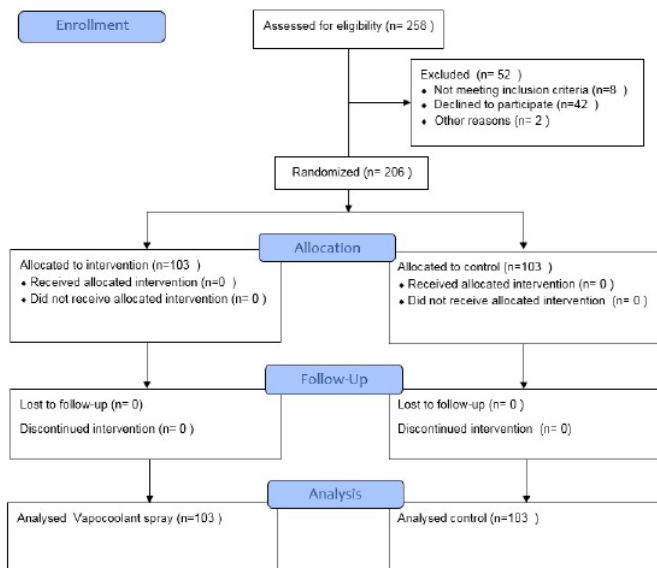 Enrollment
Assessed for eligibility (n= 258 )
Excluded (n= 52 )
♦ Not meeting inclusion criteria (n=8 )
♦ Declined to participate (n=42 )
♦ Other reasons (n= 2 )
Randomized (n= 206 )
Allocation
Allocated to intervention (n=103 )
♦ Received allocated intervention (n=0 )
♦ Did not receive allocated intervention (n= 0 )
Allocated to control (n=103 )
♦ Received allocated intervention (n= 0 )
♦ Did not receive allocated intervention (n= 0 )
Follow-Up
Lost to follow-up (n= 0)
Discontinued intervention (n= 0 )
Lost to follow-up (n= 0 )
Discontinued intervention (n= 0)
Analysis
Analysed Vapocoolant spray (n=103 )
Analysed control (n=103 )